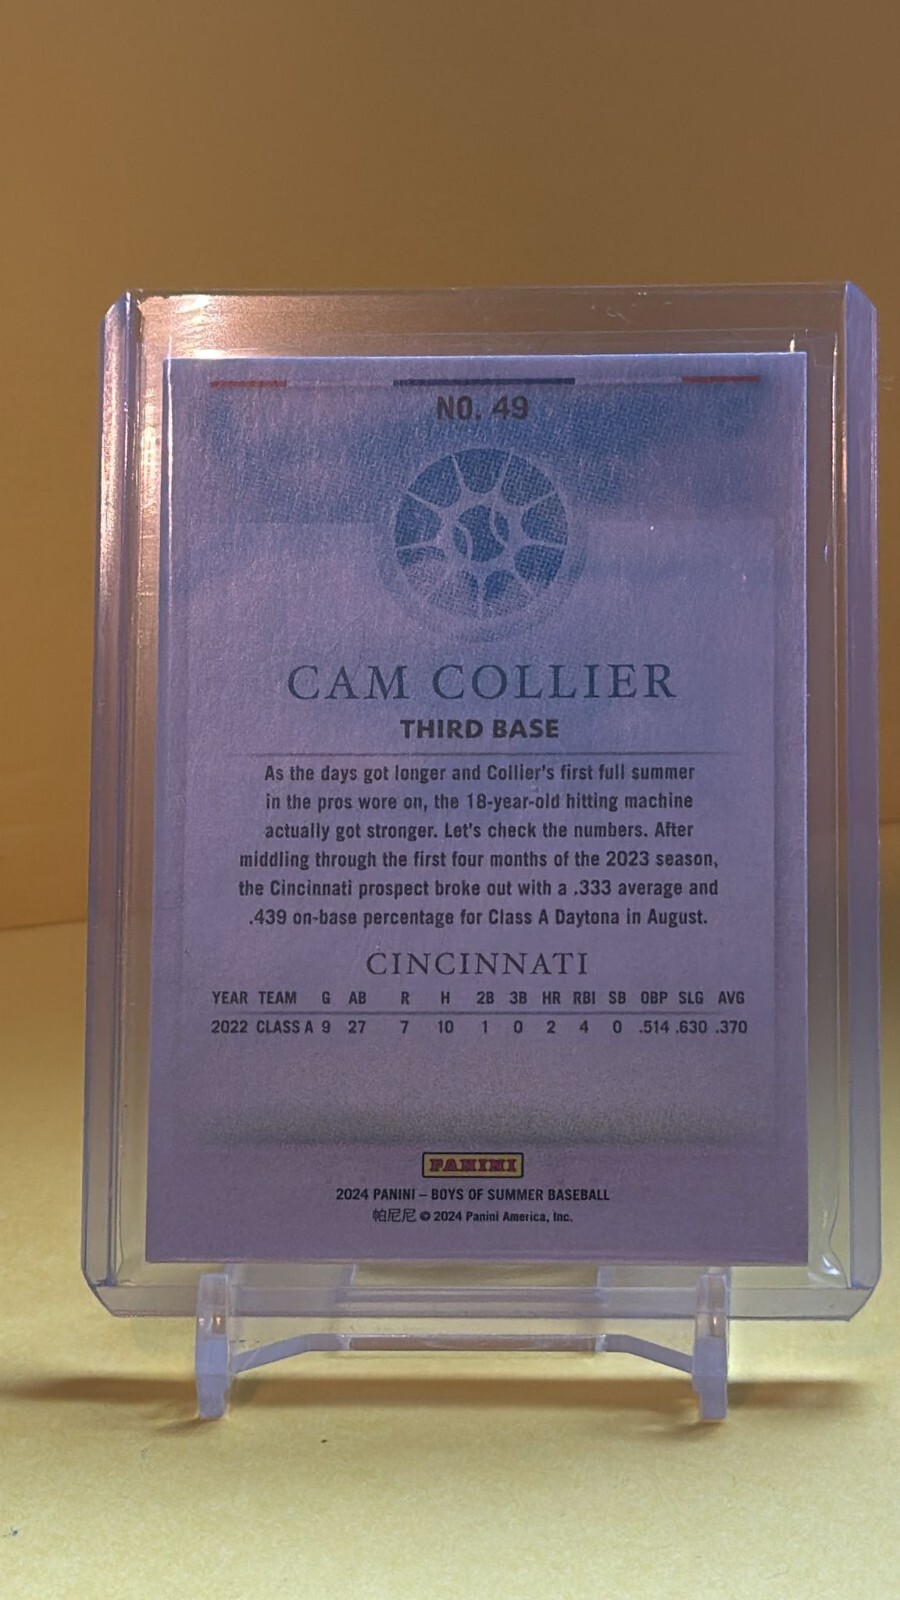 NO. 49
CAM COLLIER
THIRD BASE
As the days got longer and Collier's first full summer
in the pros wore on, the 18-year-old hitting machine
actually got stronger. Let's check the numbers. After
middling through the first four months of the 2023 season,
the Cincinnati prospect broke out with a .333 average and
.439 on-base percentage for Class A Daytona in August.
CINCINNATI
YEAR TEAM G AB R H 2B 3B HR RBI SB OBP SLG AVG
2022 CLASS A 9 27 7 10 1 0 2 4 0 .514 .630 .370
PANINI
2024 PANINI – BOYS OF SUMMER BASEBALL
帕尼尼 © 2024 Panini America, Inc.